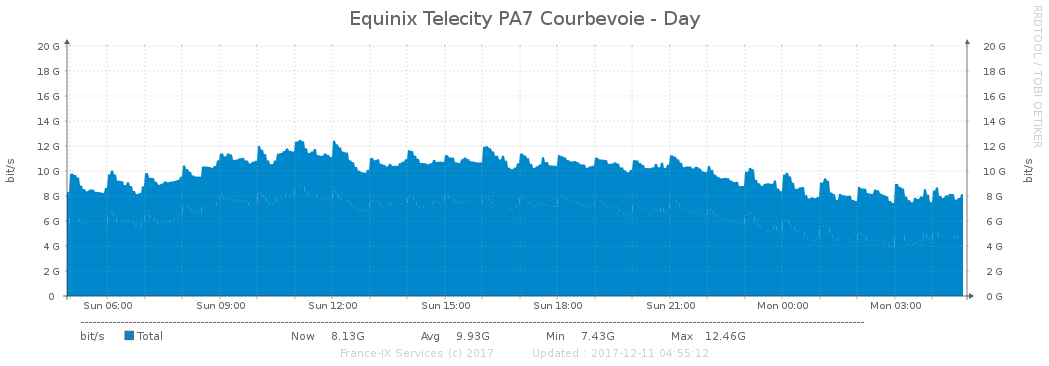 Equinix Telecity PA7 Courbevoie - Day
RRDTOOL / TOBI OETIKER
bit/s
bit/s
20 G 20 G
18 G 18 G
16 G 16 G
14 G 14 G
12 G 12 G
10 G 10 G
8 G 8 G
6 G 6 G
4 G 4 G
2 G 2 G
0 0 G
Sun 06:00 Sun 09:00 Sun 12:00 Sun 15:00 Sun 18:00 Sun 21:00 Mon 00:00 Mon 03:00
bit/s Total Now 8.13G Avg 9.93G Min 7.43G Max 12.46G
France-IX Services (c) 2017 Updated : 2017-12-11 04:55:12